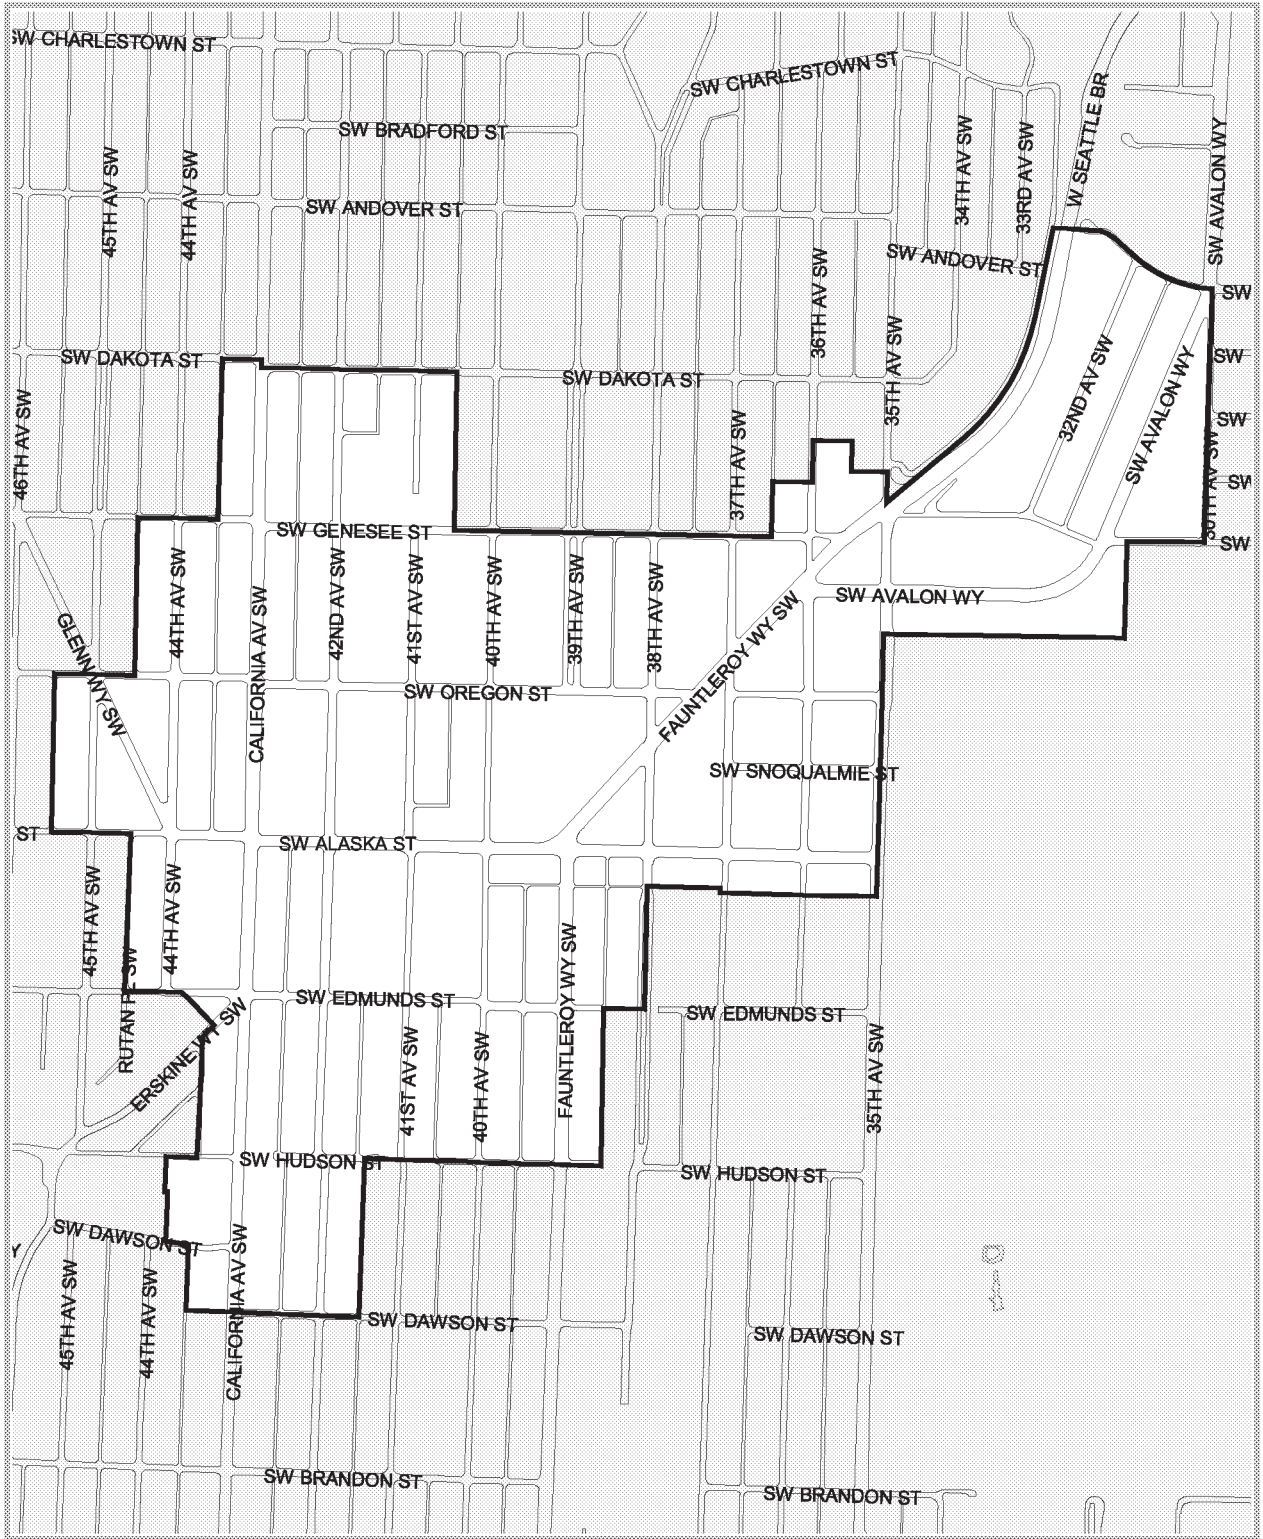 SW CHARLESTOWN ST
SW CHARLESTOWN ST
W SEATTLE BR
SW BRADFORD ST
34TH AV SW
33RD AV SW
SW AVALON WY
45TH AV SW
44TH AV SW
SW ANDOVER ST
SW ANDOVER ST
36TH AV SW
SW
SW DAKOTA ST
SW DAKOTA ST
35TH AV SW
32ND AV SW
SW AVALON WY
SW
46TH AV SW
37TH AV SW
SW
30TH AV SW
SW
SW GENESEE ST
SW
44TH AV SW
CALIFORNIA AV SW
42ND AV SW
41ST AV SW
40TH AV SW
39TH AV SW
38TH AV SW
SW AVALON WY
GLENN WY SW
FAUNTLEROY WY SW
SW OREGON ST
SW SNOQUALMIE ST
ST
SW ALASKA ST
45TH AV SW
44TH AV SW
FAUNTLEROY WY SW
RUTAN PL SW
SW EDMUNDS ST
SW EDMUNDS ST
ERSKINE WY SW
41ST AV SW
40TH AV SW
35TH AV SW
SW HUDSON ST
SW HUDSON ST
SW DAWSON ST
CALIFORNIA AV SW
Y
45TH AV SW
44TH AV SW
SW DAWSON ST
SW DAWSON ST
SW BRANDON ST
SW BRANDON ST